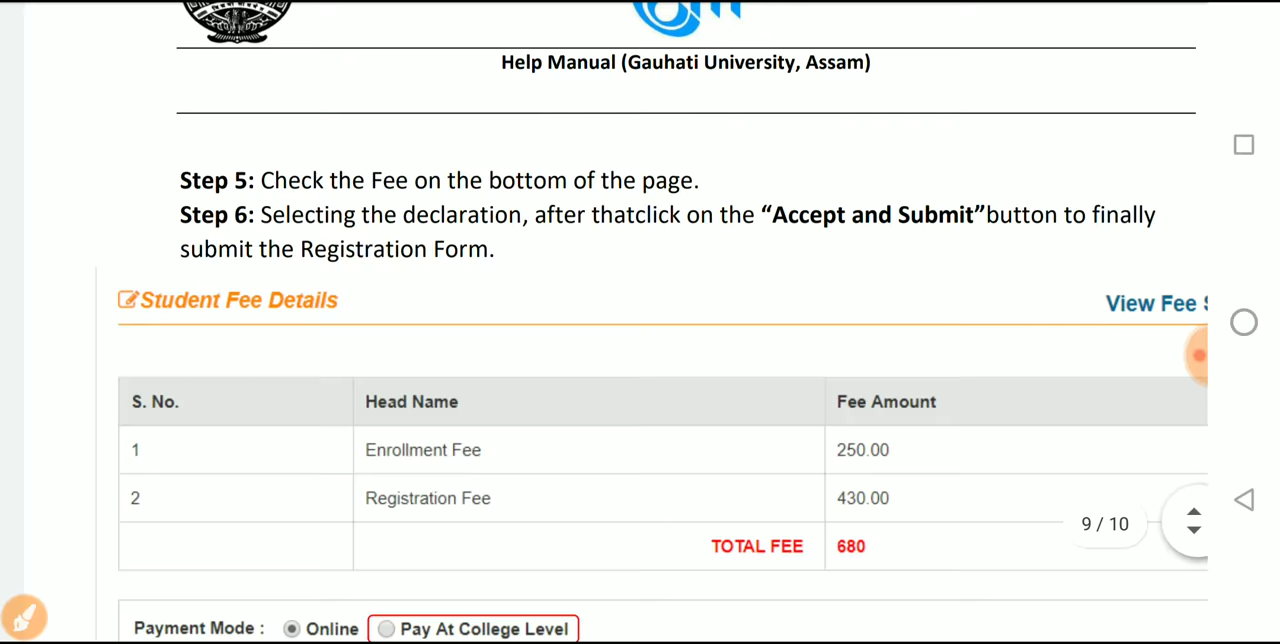 Help Manual (Gauhati University, Assam)
Step 5: Check the Fee on the bottom of the page.
Step 6: Selecting the declaration, after thatclick on the “Accept and Submit”button to finally
submit the Registration Form.
Student Fee Details
View Fee
S. No. Head Name Fee Amount
1 Enrollment Fee 250.00
2 Registration Fee 430.00
9 / 10
TOTAL FEE 680
Payment Mode : Online Pay At College Level